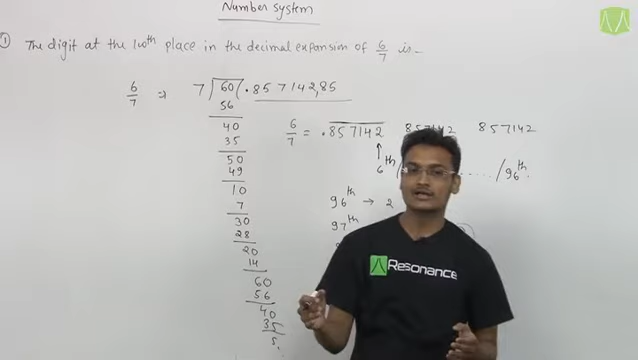 Number system
① The digit at the 100th place in the decimal expansion of 6/7 is -
6/7 ⇒ 7 60 .857142,85
56
40
35
50
49
10
7
30
28
20
14
60
56
40
35
5.
6/7 = .857142 857142 857142
6th / ..... / 96th.
96th → 2
97th
Resonance